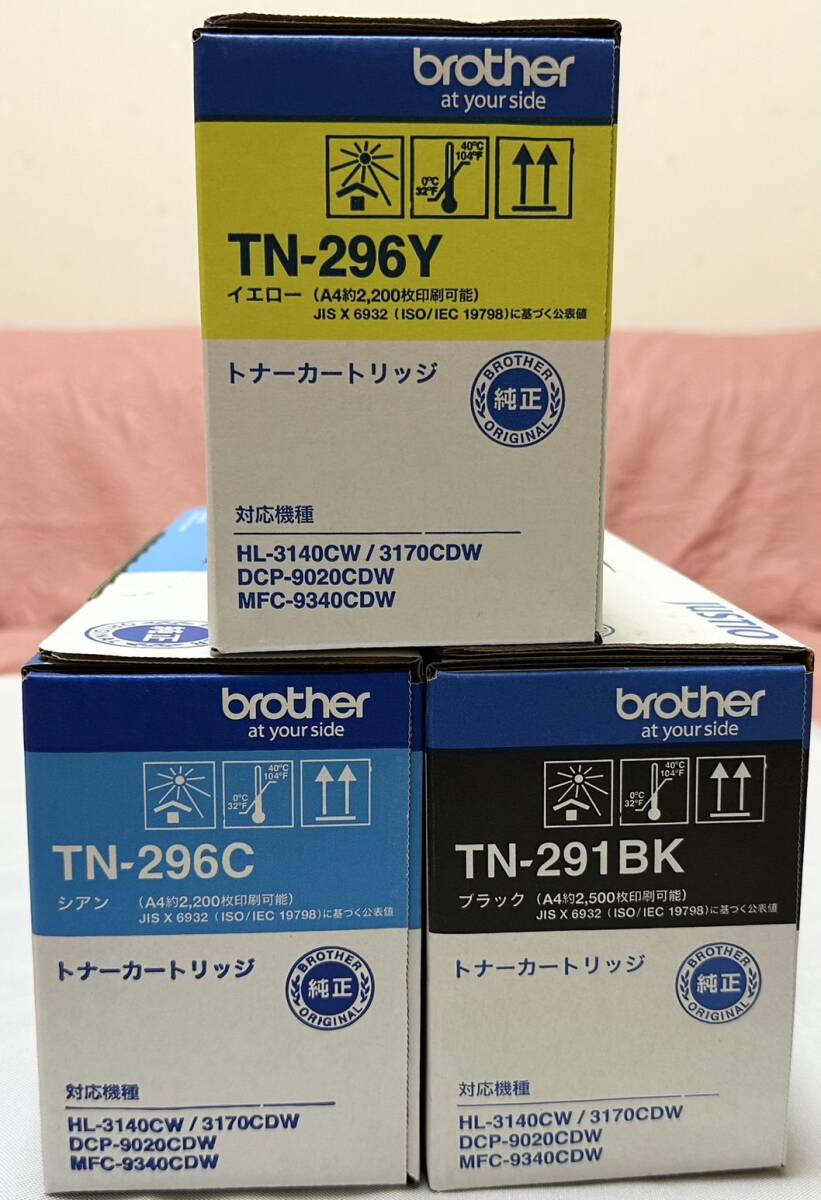 brother
at your side
40°C
104°F
0°C
32°F
TN-296Y
イエロー （A4約2,200枚印刷可能）
JIS X 6932（ISO/IEC 19798）に基づく公表値
トナーカートリッジ
BROTHER
純正
ORIGINAL
対応機種
HL-3140CW / 3170CDW
DCP-9020CDW
MFC-9340CDW
純正
JUSTIO
brother
at your side
40°C
104°F
0°C
32°F
TN-296C
シアン （A4約2,200枚印刷可能）
JIS X 6932（ISO/IEC 19798）に基づく公表値
トナーカートリッジ
BROTHER
純正
ORIGINAL
対応機種
HL-3140CW / 3170CDW
DCP-9020CDW
MFC-9340CDW
brother
at your side
40°C
104°F
0°C
32°F
TN-291BK
ブラック （A4約2,500枚印刷可能）
JIS X 6932（ISO/IEC 19798）に基づく公表値
トナーカートリッジ
BROTHER
純正
ORIGINAL
対応機種
HL-3140CW / 3170CDW
DCP-9020CDW
MFC-9340CDW